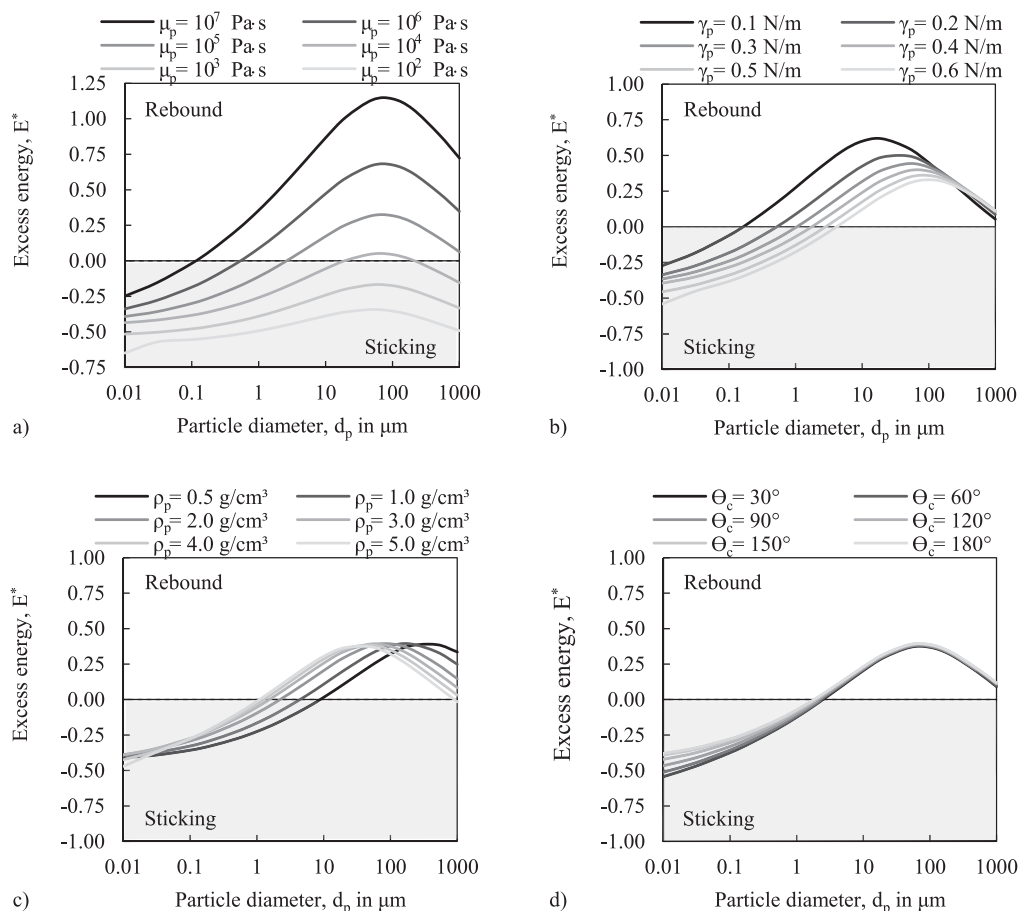 μp= 10⁷ Pa·s μp= 10⁶ Pa·s
μp= 10⁵ Pa·s μp= 10⁴ Pa·s
μp= 10³ Pa·s μp= 10² Pa·s
Excess energy, E*
1.25
1.00
0.75
0.50
0.25
0.00
-0.25
-0.50
-0.75
Rebound
Sticking
0.01 0.1 1 10 100 1000
a) Particle diameter, dp in μm
γp= 0.1 N/m γp= 0.2 N/m
γp= 0.3 N/m γp= 0.4 N/m
γp= 0.5 N/m γp= 0.6 N/m
Excess energy, E*
1.00
0.75
0.50
0.25
0.00
-0.25
-0.50
-0.75
-1.00
Rebound
Sticking
0.01 0.1 1 10 100 1000
b) Particle diameter, dp in μm
ρp= 0.5 g/cm³ ρp= 1.0 g/cm³
ρp= 2.0 g/cm³ ρp= 3.0 g/cm³
ρp= 4.0 g/cm³ ρp= 5.0 g/cm³
Excess energy, E*
1.00
0.75
0.50
0.25
0.00
-0.25
-0.50
-0.75
-1.00
Rebound
Sticking
0.01 0.1 1 10 100 1000
c) Particle diameter, dp in μm
Θc= 30° Θc= 60°
Θc= 90° Θc= 120°
Θc= 150° Θc= 180°
Excess energy, E*
1.00
0.75
0.50
0.25
0.00
-0.25
-0.50
-0.75
-1.00
Rebound
Sticking
0.01 0.1 1 10 100 1000
d) Particle diameter, dp in μm